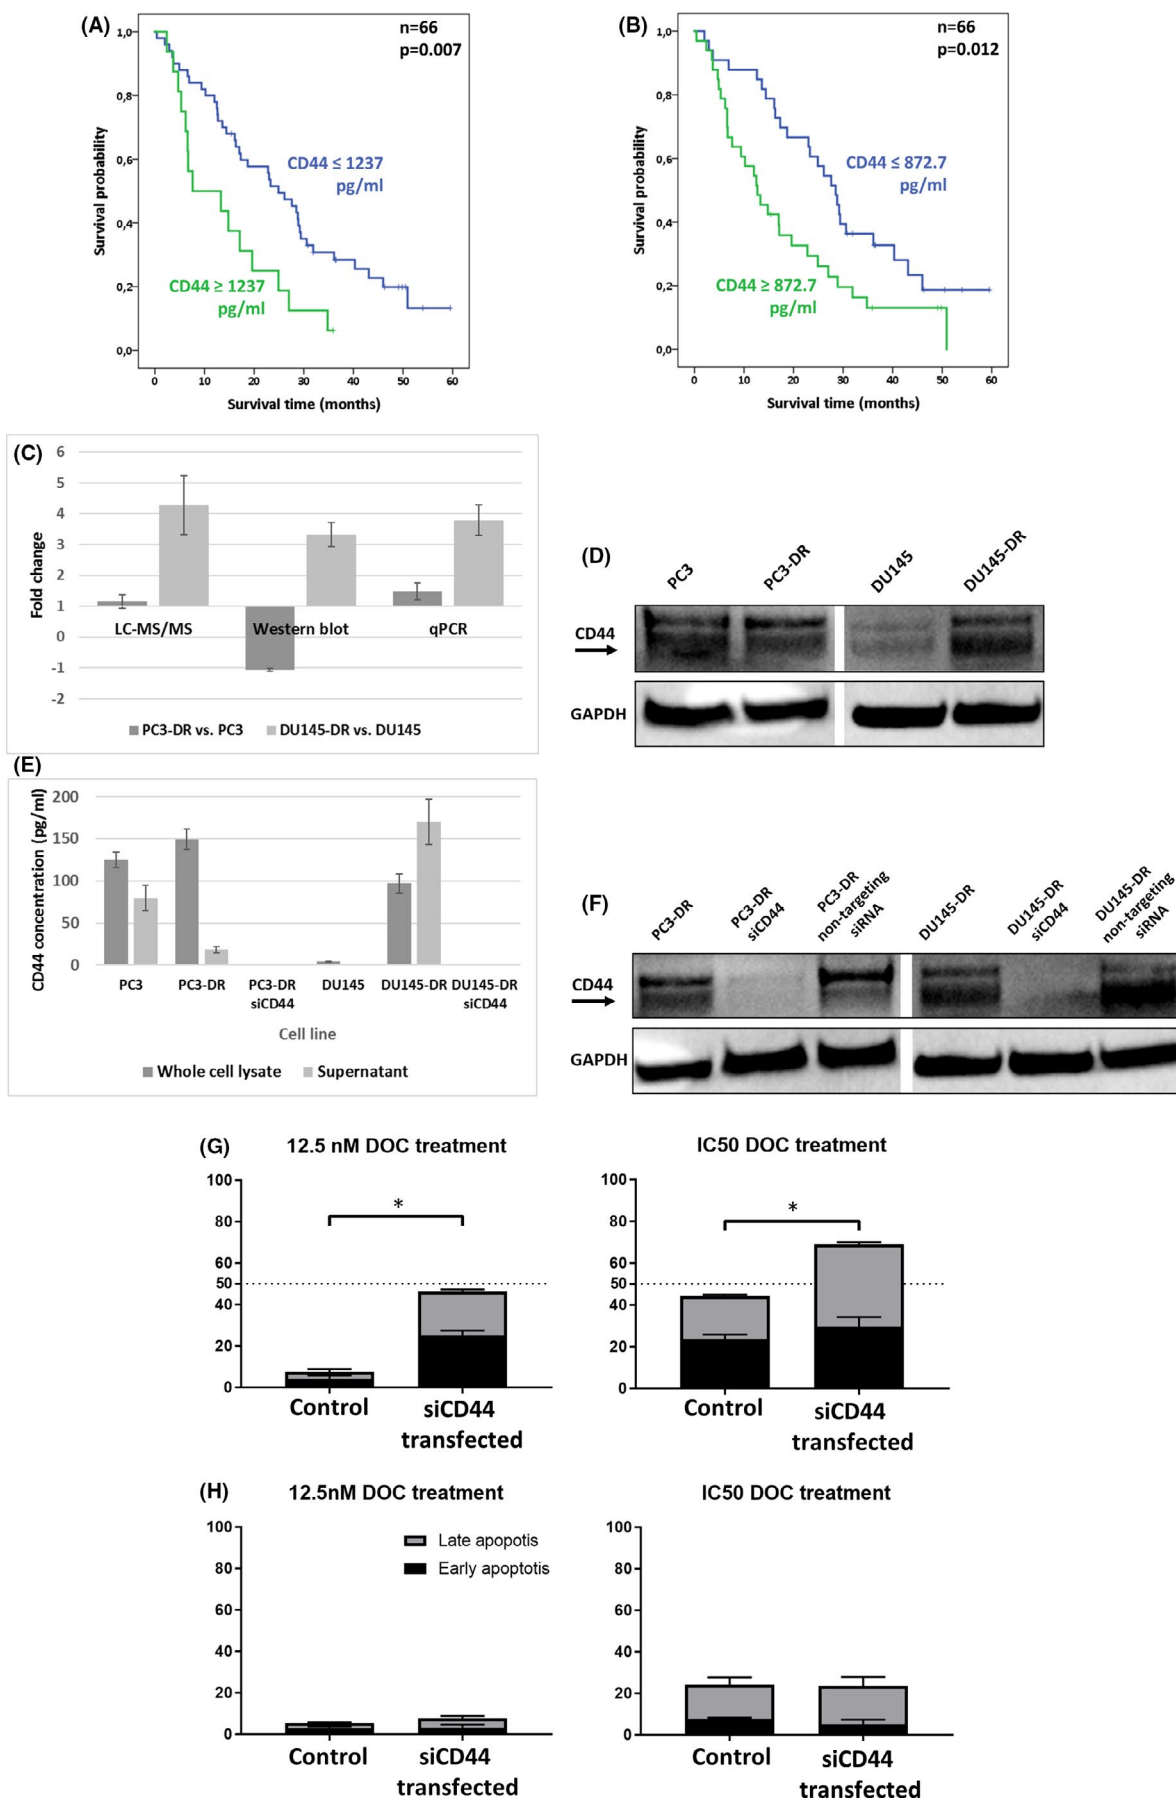 (A)
n=66
p=0.007
1,0
0,8
0,6
0,4
0,2
0,0
Survival probability
CD44 ≤ 1237
pg/ml
CD44 ≥ 1237
pg/ml
0 10 20 30 40 50 60
Survival time (months)
(B)
n=66
p=0.012
1,0
0,8
0,6
0,4
0,2
0,0
Survival probability
CD44 ≤ 872.7
pg/ml
CD44 ≥ 872.7
pg/ml
0 10 20 30 40 50 60
Survival time (months)
(C)
Fold change
6
5
4
3
2
1
0
-1
-2
LC-MS/MS Western blot qPCR
PC3-DR vs. PC3 DU145-DR vs. DU145
(D)
PC3 PC3-DR DU145 DU145-DR
CD44
GAPDH
(E)
CD44 concentration (pg/ml)
200
150
100
50
0
PC3 PC3-DR PC3-DR DU145 DU145-DR DU145-DR
siCD44 siCD44
Cell line
Whole cell lysate Supernatant
(F)
PC3-DR
PC3-DR
siCD44
PC3-DR
non-targeting
siRNA
DU145-DR
DU145-DR
siCD44
DU145-DR
non-targeting
siRNA
CD44
GAPDH
(G)
12.5 nM DOC treatment
100
80
60
50
40
20
0
*
Control
siCD44
transfected
IC50 DOC treatment
100
80
60
50
40
20
0
*
Control
siCD44
transfected
(H)
12.5nM DOC treatment
100
80
60
40
20
0
Late apopotis
Early apoptotis
Control
siCD44
transfected
IC50 DOC treatment
100
80
60
40
20
0
Control
siCD44
transfected